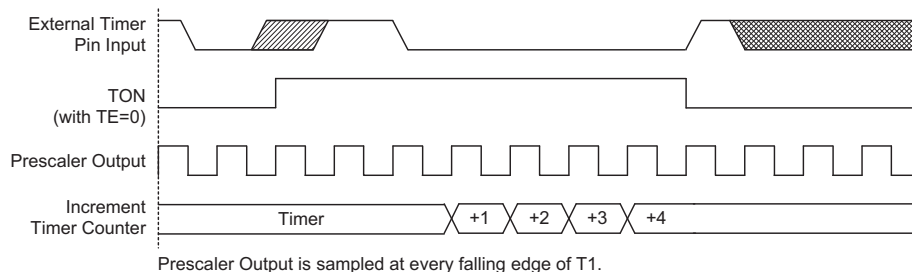 External Timer
Pin Input
TON
(with TE=0)
Prescaler Output
Increment
Timer Counter
Timer +1 +2 +3 +4
Prescaler Output is sampled at every falling edge of T1.